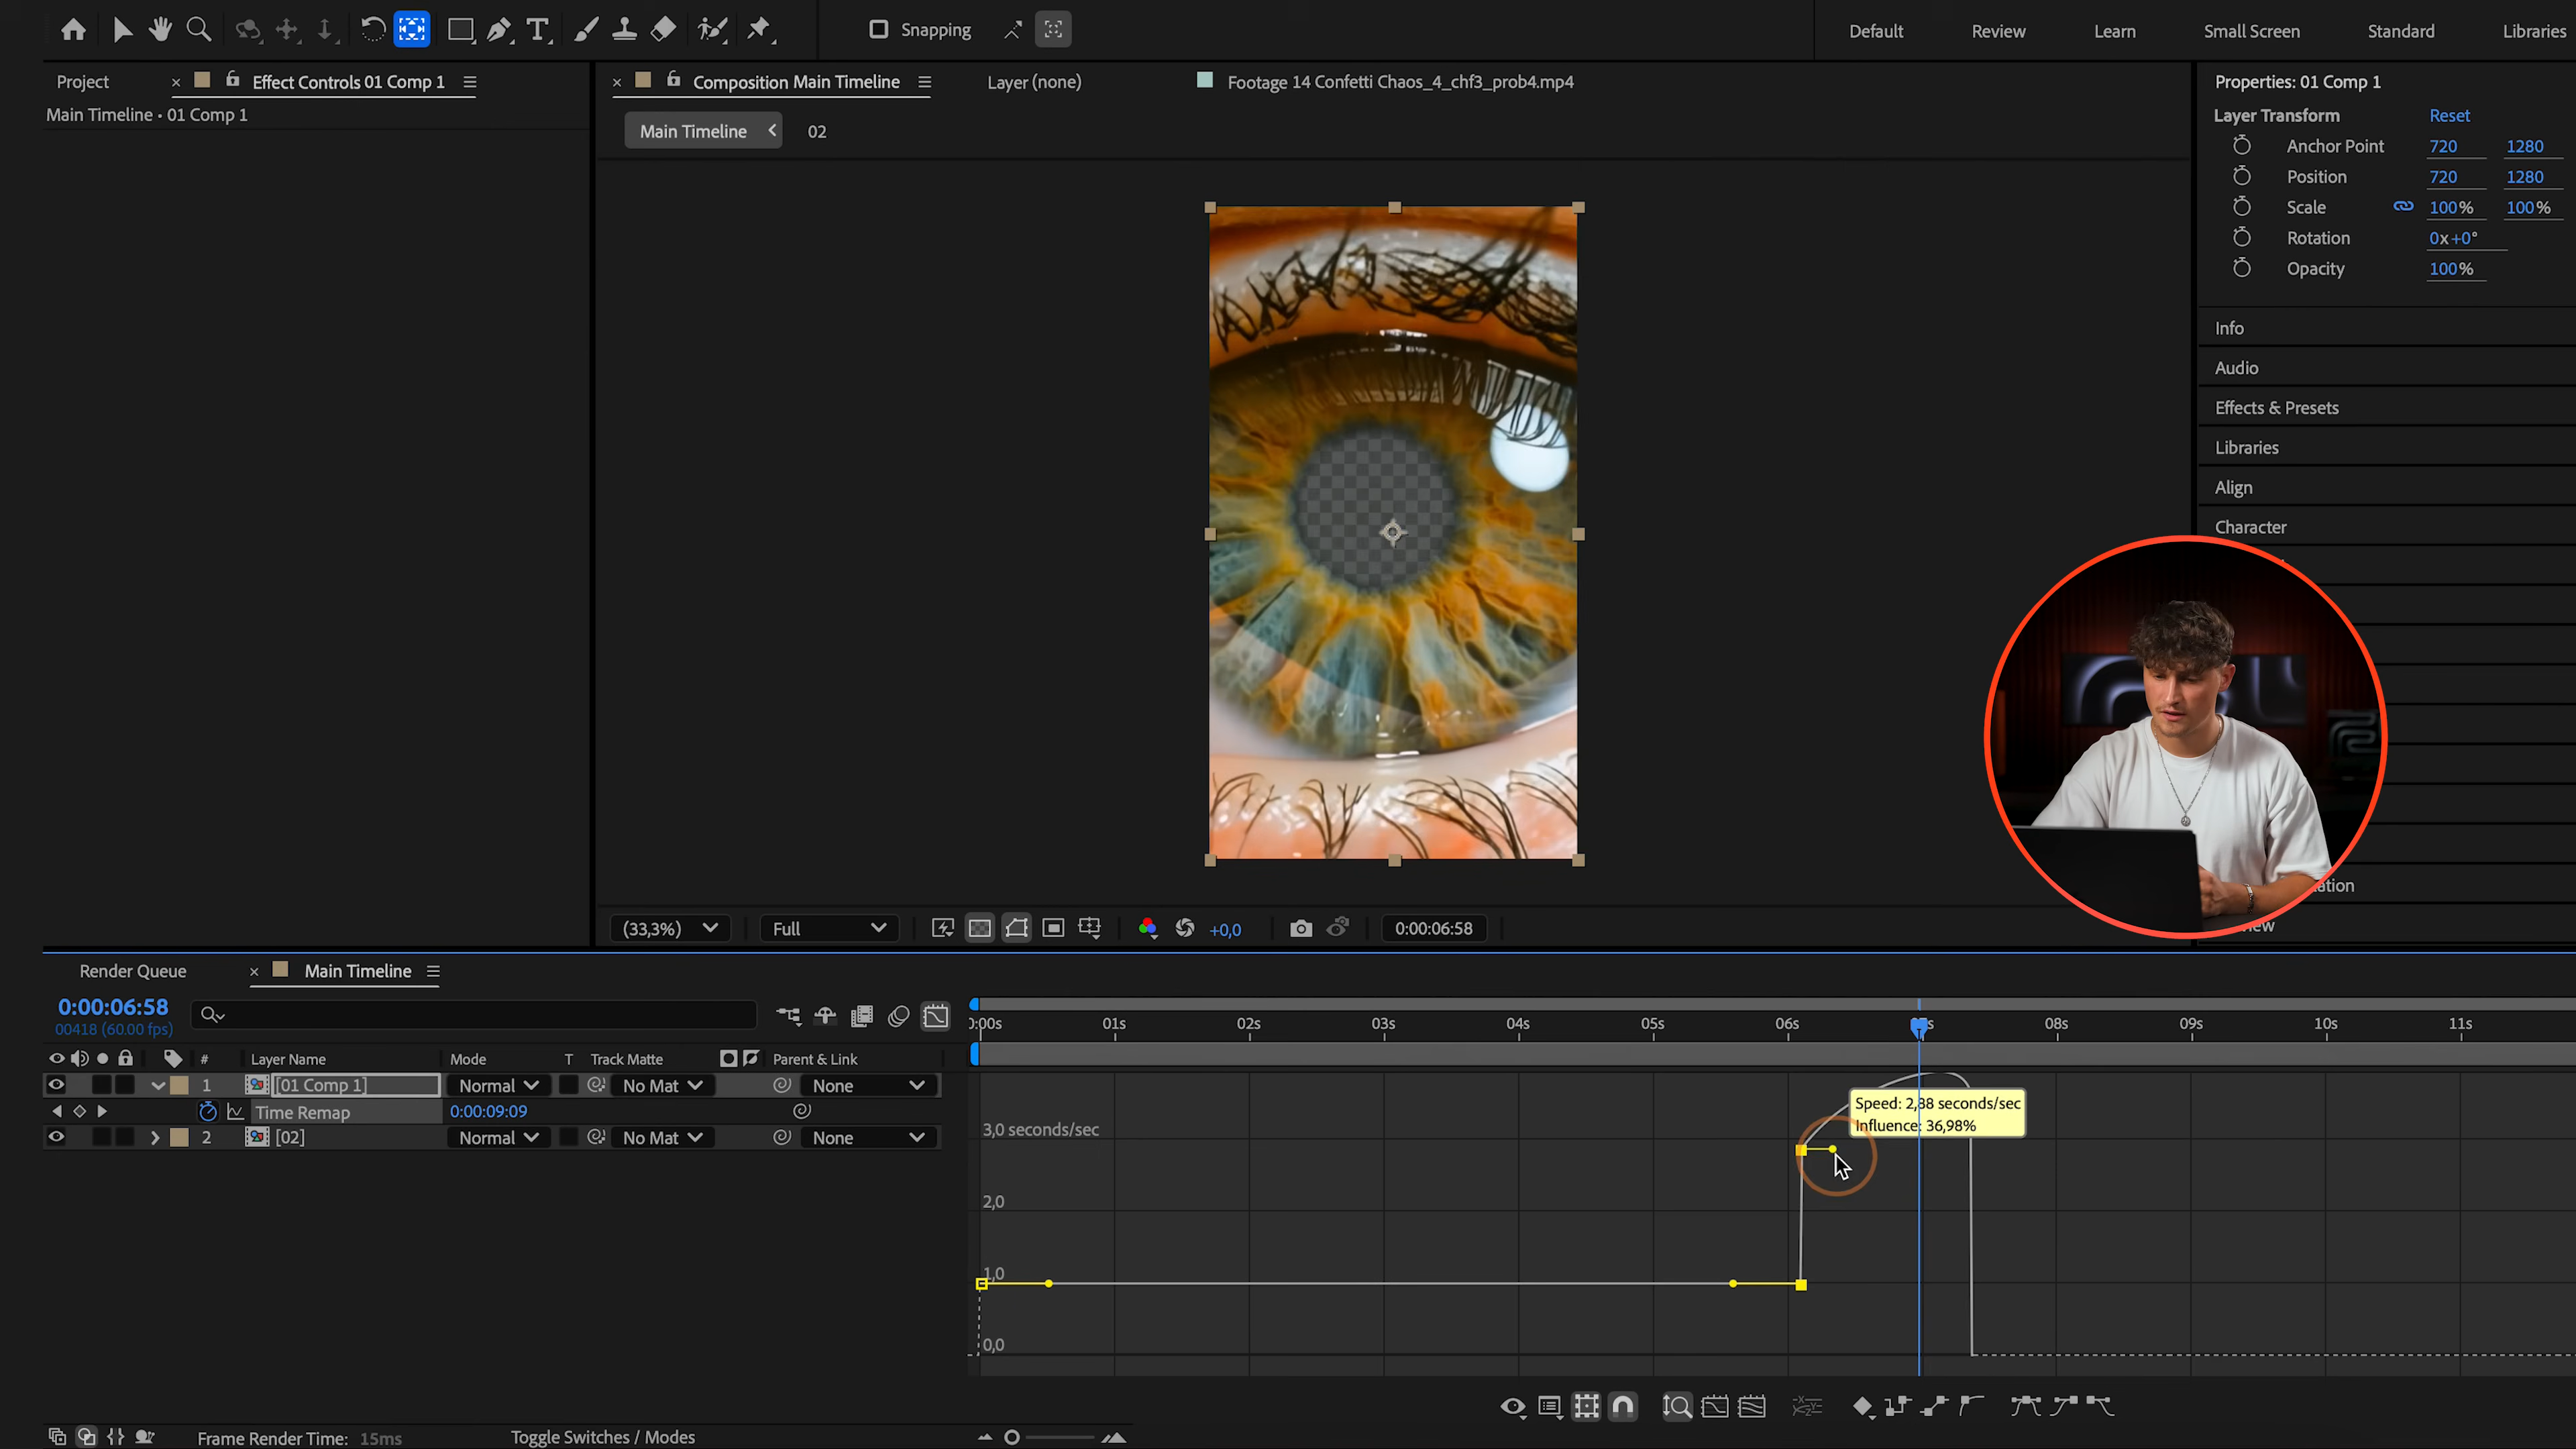 Snapping
Default
Review
Learn
Small Screen
Standard
Libraries
Project
× Effect Controls 01 Comp 1
× Composition Main Timeline
Layer (none)
Footage 14 Confetti Chaos_4_chf3_prob4.mp4
Properties: 01 Comp 1
Main Timeline • 01 Comp 1
Main Timeline
02
Layer Transform
Reset
Anchor Point 720 1280
Position 720 1280
Scale 100% 100%
Rotation 0x+0°
Opacity 100%
Info
Audio
Effects & Presets
Libraries
Align
Character
(33,3%)
Full
+0,0
0:00:06:58
Render Queue
× Main Timeline
0:00:06:58
00418 (60.00 fps)
01s 02s 03s 04s 05s 06s 08s 09s 10s 11s
# Layer Name Mode T Track Matte Parent & Link
1 [01 Comp 1] Normal No Mat None
Time Remap 0:00:09:09
2 [02] Normal No Mat None
3,0 seconds/sec
2,0
1,0
0,0
Speed: 2,88 seconds/sec
Influence: 36,98%
Frame Render Time: 15ms
Toggle Switches / Modes